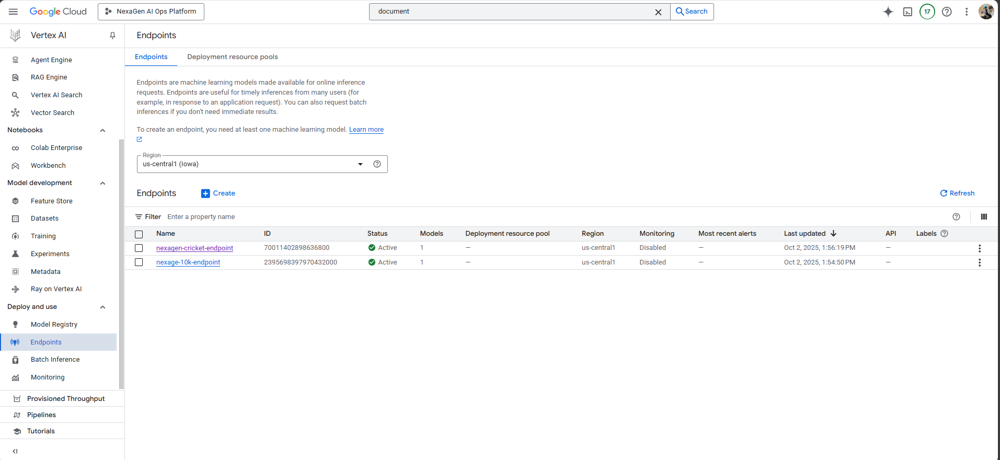 Google Cloud
NexaGen AI Ops Platform
document
Search
17
Vertex AI
Agent Engine
RAG Engine
Vertex AI Search
Vector Search
Notebooks
Colab Enterprise
Workbench
Model development
Feature Store
Datasets
Training
Experiments
Metadata
Ray on Vertex AI
Deploy and use
Model Registry
Endpoints
Batch Inference
Monitoring
Provisioned Throughput
Pipelines
Tutorials
Endpoints
Endpoints Deployment resource pools
Endpoints are machine learning models made available for online inference
requests. Endpoints are useful for timely inferences from many users (for
example, in response to an application request). You can also request batch
inferences if you don't need immediate results.
To create an endpoint, you need at least one machine learning model. Learn more
Region
us-central1 (Iowa)
Endpoints Create Refresh
Filter Enter a property name
Name ID Status Models Deployment resource pool Region Monitoring Most recent alerts Last updated API Labels
nexagen-cricket-endpoint 70011402898636800 Active 1 — us-central1 Disabled — Oct 2, 2025, 1:56:19 PM —
nexage-10k-endpoint 2395698397970432000 Active 1 — us-central1 Disabled — Oct 2, 2025, 1:54:50 PM —